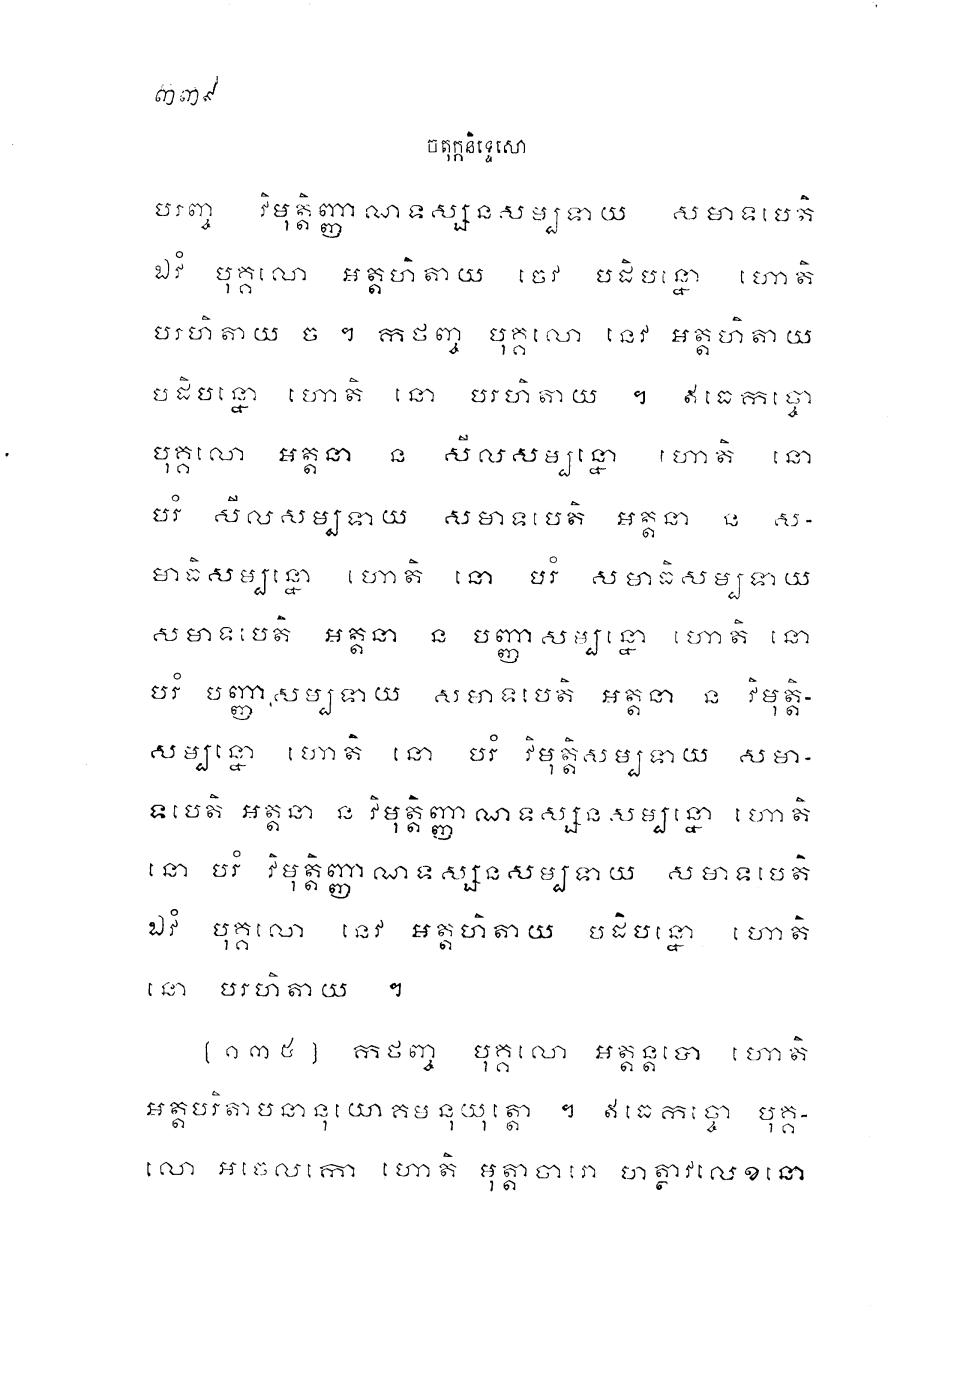 ៣៣៩
ចតុក្កនិទ្ទេសោ
បរញ្ច វិមុត្តិញ្ញាណទស្សនសម្បទាយ សមាទបេតិ
ឯវំ បុគ្គលោ អត្តហិតាយ ចេវ បដិបន្នោ ហោតិ
បរហិតាយ ច ។ កថញ្ច បុគ្គលោ នេវ អត្តហិតាយ
បដិបន្នោ ហោតិ នោ បរហិតាយ ។ ឥធេកច្ចោ
បុគ្គលោ អត្តនា ន សីលសម្បន្នោ ហោតិ នោ
បរំ សីលសម្បទាយ សមាទបេតិ អត្តនា ន ស-
មាធិសម្បន្នោ ហោតិ នោ បរំ សមាធិសម្បទាយ
សមាទបេតិ អត្តនា ន បញ្ញាសម្បន្នោ ហោតិ នោ
បរំ បញ្ញាសម្បទាយ សមាទបេតិ អត្តនា ន វិមុត្តិ-
សម្បន្នោ ហោតិ នោ បរំ វិមុត្តិសម្បទាយ សមា-
ទបេតិ អត្តនា ន វិមុត្តិញ្ញាណទស្សនសម្បន្នោ ហោតិ
នោ បរំ វិមុត្តិញ្ញាណទស្សនសម្បទាយ សមាទបេតិ
ឯវំ បុគ្គលោ នេវ អត្តហិតាយ បដិបន្នោ ហោតិ
នោ បរហិតាយ ។
[១៣៥] កថញ្ច បុគ្គលោ អត្តន្តបោ ហោតិ
អត្តបរិតាបនានុយោគមនុយុត្តោ ។ ឥធេកច្ចោ បុគ្គ-
លោ អចេលកោ ហោតិ មុត្តាចារោ ហត្ថាវលេខនោ